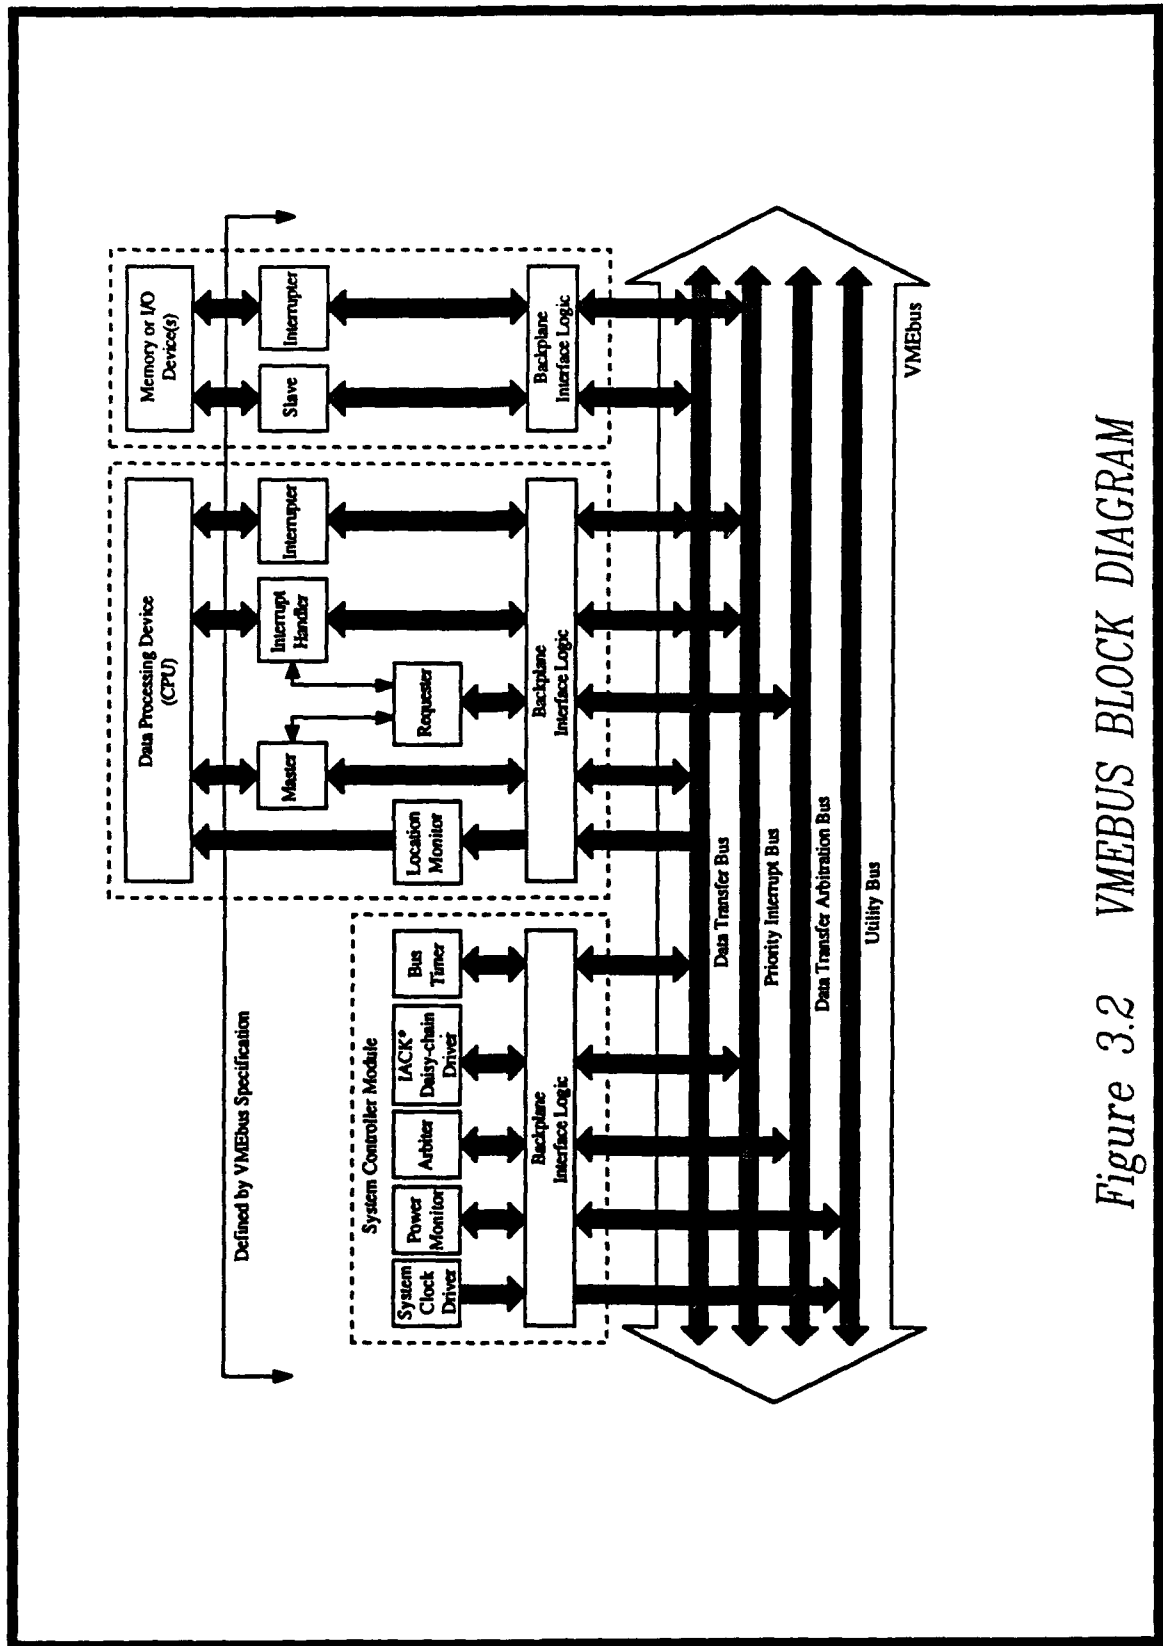 Defined by VMEbus Specification
System Controller Module
System
Clock
Driver
Power
Monitor
Arbiter
IACK*
Daisy-chain
Driver
Bus
Timer
Backplane
Interface Logic
Data Processing Device
(CPU)
Location
Monitor
Master
Requester
Interrupt
Handler
Interrupter
Backplane
Interface Logic
Memory or I/O
Device(s)
Slave
Interrupter
Backplane
Interface Logic
Data Transfer Bus
Priority Interrupt Bus
Data Transfer Arbitration Bus
Utility Bus
VMEbus
Figure 3.2 VMEBUS BLOCK DIAGRAM